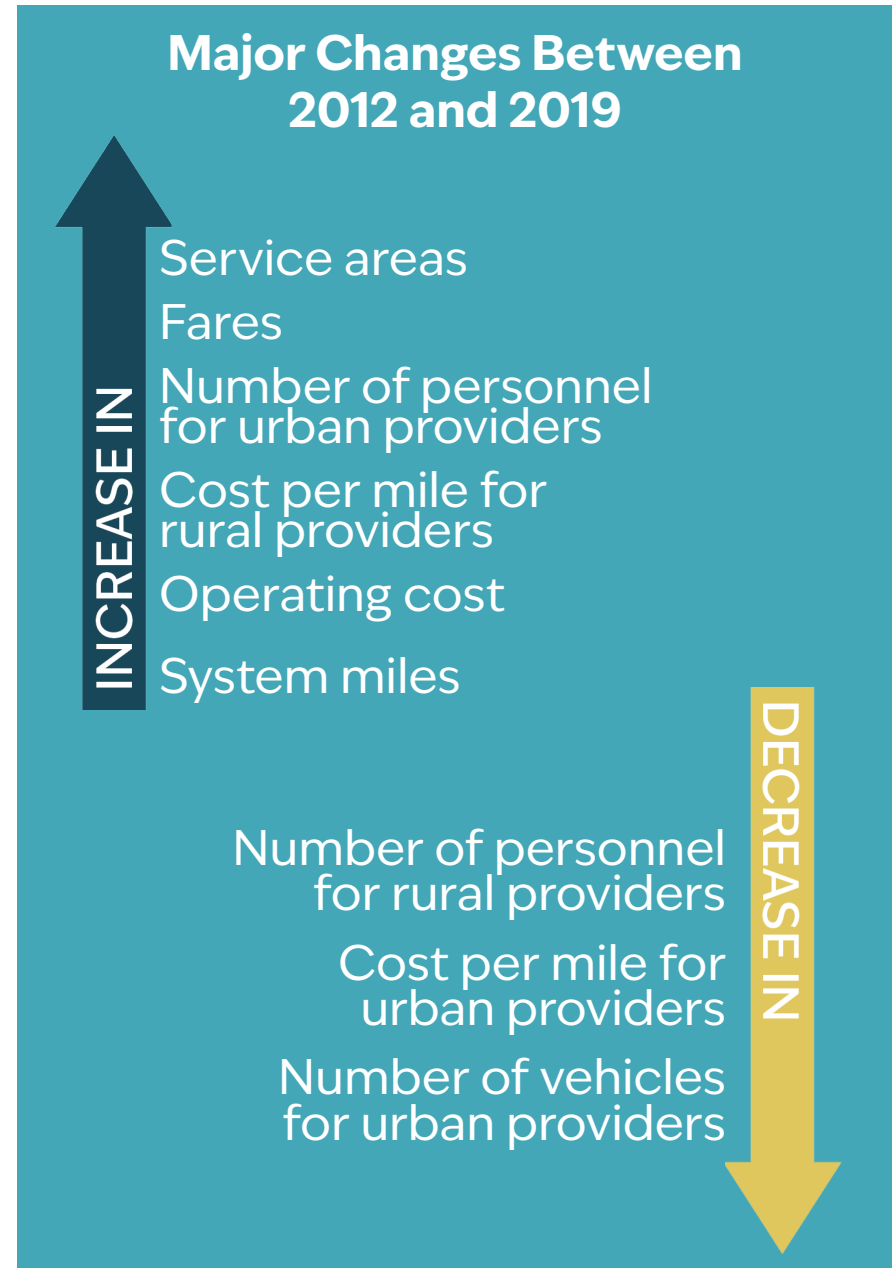 Major Changes Between
2012 and 2019
INCREASE IN
Service areas
Fares
Number of personnel
for urban providers
Cost per mile for
rural providers
Operating cost
System miles
DECREASE IN
Number of personnel
for rural providers
Cost per mile for
urban providers
Number of vehicles
for urban providers